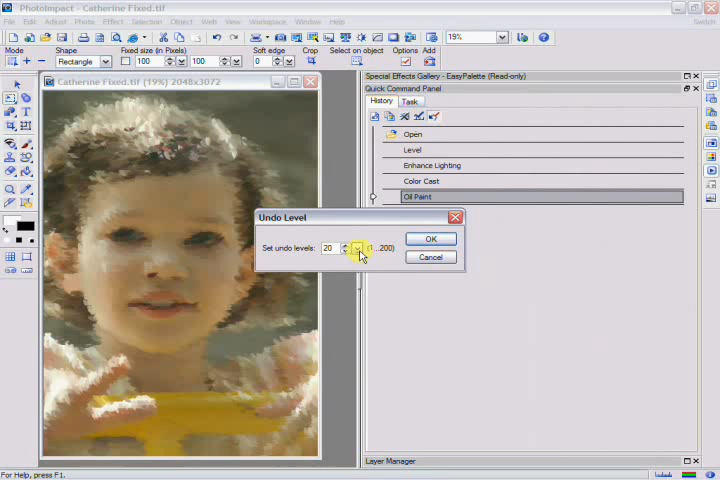 PhotoImpact - Catherine Fixed.tif
File Edit Adjust Photo Effect Selection Object Web View Workspace Window Help
Switch
19%
Mode Shape Fixed size (in Pixels) Soft edge Crop Select on object Options Add
Rectangle 100 100 0
Catherine Fixed.tif (19%) 2048x3072
Special Effects Gallery - EasyPalette (Read-only)
Quick Command Panel
History Task
Open
Level
Enhance Lighting
Color Cast
Oil Paint
Undo Level
Set undo levels: 20 (1...200)
OK
Cancel
Layer Manager
For Help, press F1.